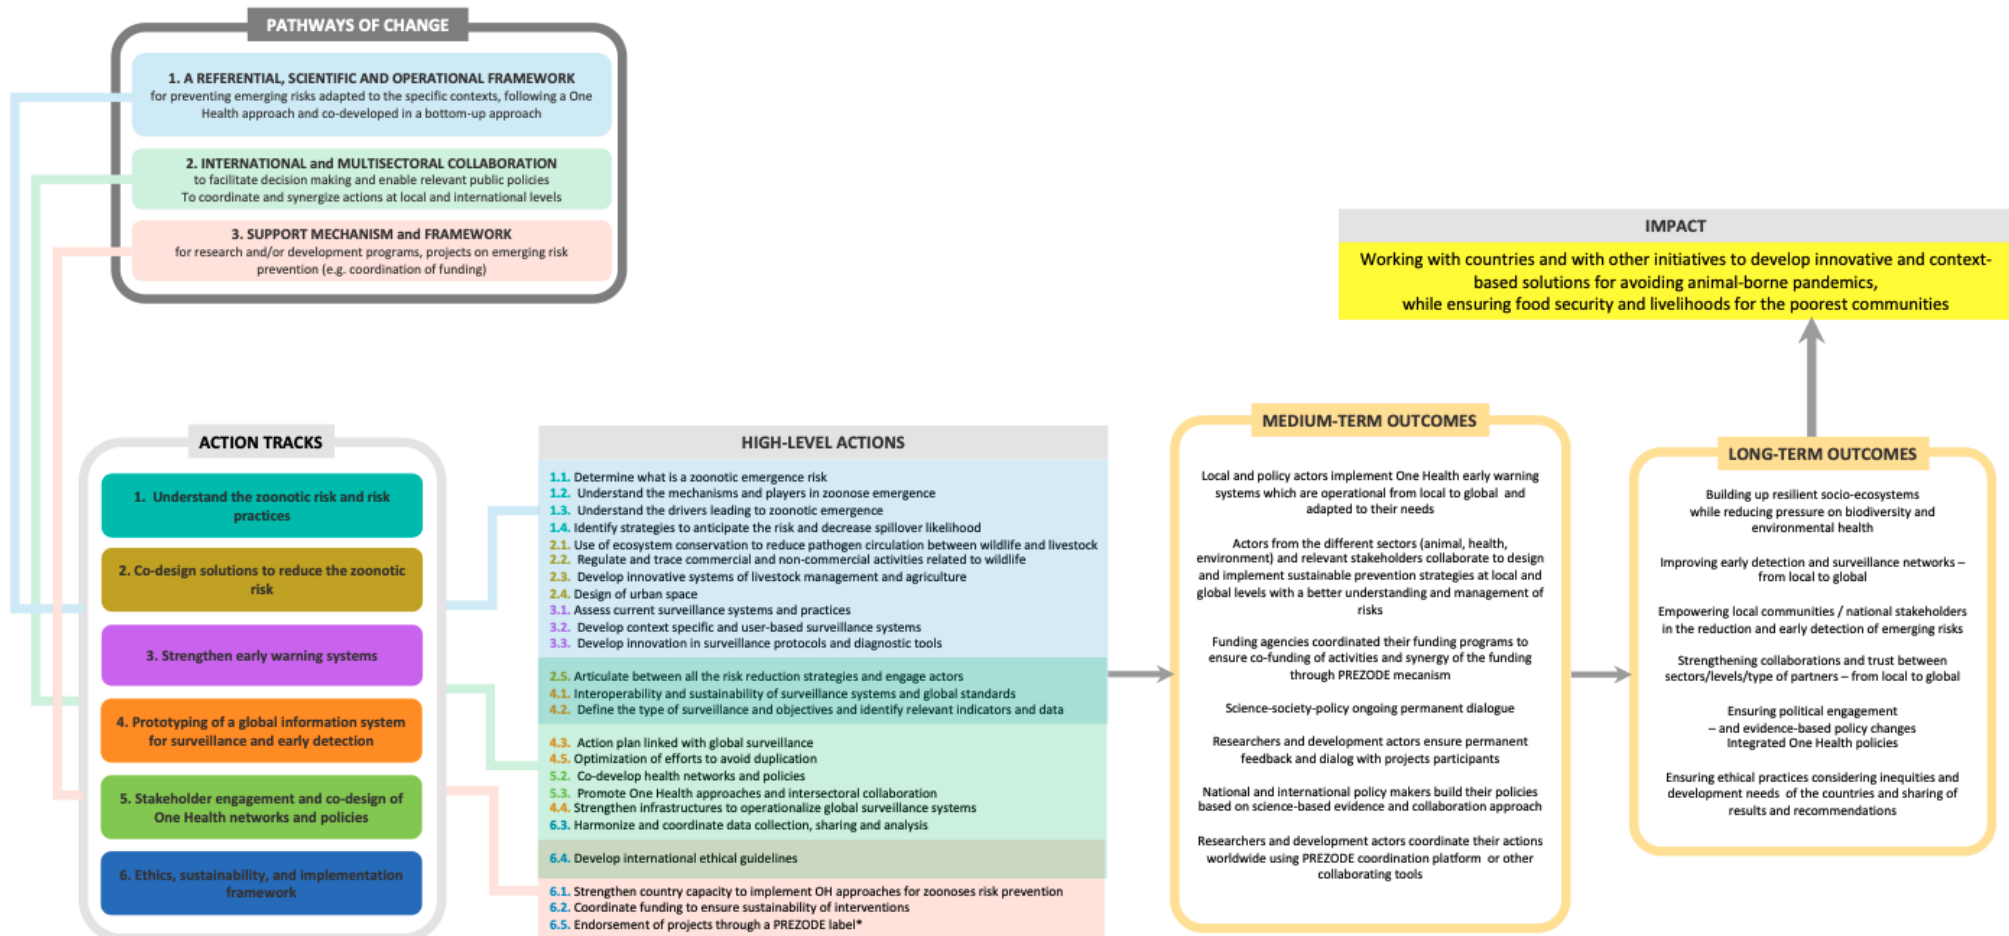 PATHWAYS OF CHANGE
1. A REFERENTIAL, SCIENTIFIC AND OPERATIONAL FRAMEWORK
for preventing emerging risks adapted to the specific contexts, following a One
Health approach and co-developed in a bottom-up approach
2. INTERNATIONAL and MULTISECTORAL COLLABORATION
to facilitate decision making and enable relevant public policies
To coordinate and synergize actions at local and international levels
3. SUPPORT MECHANISM and FRAMEWORK
for research and/or development programs, projects on emerging risk
prevention (e.g. coordination of funding)
ACTION TRACKS
1. Understand the zoonotic risk and risk
practices
2. Co-design solutions to reduce the zoonotic
risk
3. Strengthen early warning systems
4. Prototyping of a global information system
for surveillance and early detection
5. Stakeholder engagement and co-design of
One Health networks and policies
6. Ethics, sustainability, and implementation
framework
HIGH-LEVEL ACTIONS
1.1. Determine what is a zoonotic emergence risk
1.2. Understand the mechanisms and players in zoonose emergence
1.3. Understand the drivers leading to zoonotic emergence
1.4. Identify strategies to anticipate the risk and decrease spillover likelihood
2.1. Use of ecosystem conservation to reduce pathogen circulation between wildlife and livestock
2.2. Regulate and trace commercial and non-commercial activities related to wildlife
2.3. Develop innovative systems of livestock management and agriculture
2.4. Design of urban space
3.1. Assess current surveillance systems and practices
3.2. Develop context specific and user-based surveillance systems
3.3. Develop innovation in surveillance protocols and diagnostic tools
2.5. Articulate between all the risk reduction strategies and engage actors
4.1. Interoperability and sustainability of surveillance systems and global standards
4.2. Define the type of surveillance and objectives and identify relevant indicators and data
4.3. Action plan linked with global surveillance
4.5. Optimization of efforts to avoid duplication
5.2. Co-develop health networks and policies
5.3. Promote One Health approaches and intersectoral collaboration
4.4. Strengthen infrastructures to operationalize global surveillance systems
6.3. Harmonize and coordinate data collection, sharing and analysis
6.4. Develop international ethical guidelines
6.1. Strengthen country capacity to implement OH approaches for zoonoses risk prevention
6.2. Coordinate funding to ensure sustainability of interventions
6.5. Endorsement of projects through a PREZODE label*
MEDIUM-TERM OUTCOMES
Local and policy actors implement One Health early warning
systems which are operational from local to global and
adapted to their needs
Actors from the different sectors (animal, health,
environment) and relevant stakeholders collaborate to design
and implement sustainable prevention strategies at local and
global levels with a better understanding and management of
risks
Funding agencies coordinated their funding programs to
ensure co-funding of activities and synergy of the funding
through PREZODE mecanism
Science-society-policy ongoing permanent dialogue
Researchers and development actors ensure permanent
feedback and dialog with projects participants
National and international policy makers build their policies
based on science-based evidence and collaboration approach
Researchers and development actors coordinate their actions
worldwide using PREZODE coordination platform or other
collaborating tools
IMPACT
Working with countries and with other initiatives to develop innovative and context-
based solutions for avoiding animal-borne pandemics,
while ensuring food security and livelihoods for the poorest communities
LONG-TERM OUTCOMES
Building up resilient socio-ecosystems
while reducing pressure on biodiversity and
environmental health
Improving early detection and surveillance networks –
from local to global
Empowering local communities / national stakeholders
in the reduction and early detection of emerging risks
Strengthening collaborations and trust between
sectors/levels/type of partners – from local to global
Ensuring political engagement
– and evidence-based policy changes
Integrated One Health policies
Ensuring ethical practices considering inequities and
development needs of the countries and sharing of
results and recommendations